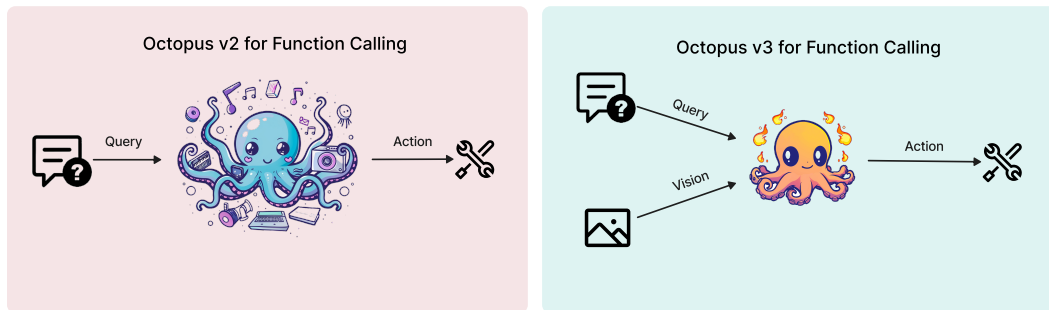 Octopus v2 for Function Calling
?
Query
Action
Octopus v3 for Function Calling
?
Query
Vision
Action